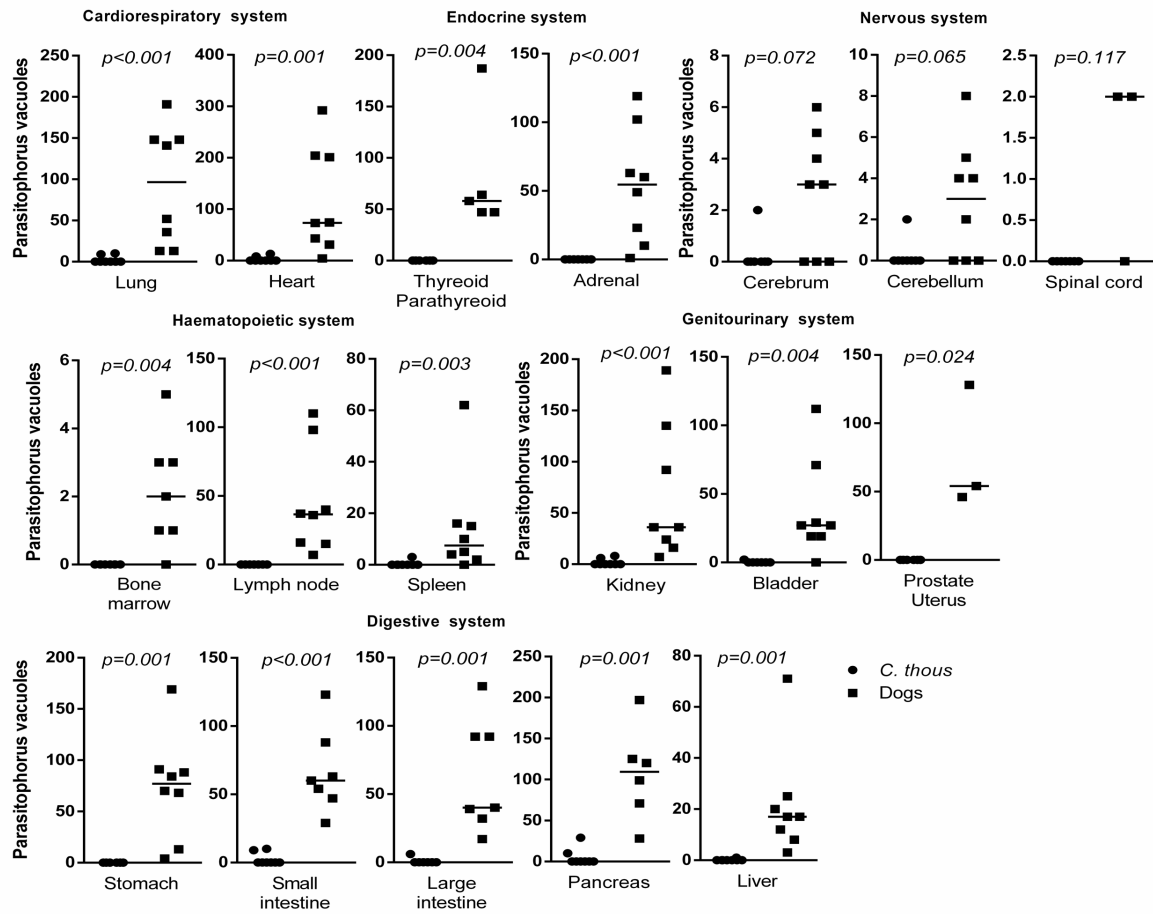 Cardiorespiratory system
Endocrine system
Nervous system
p<0.001
p=0.001
p=0.004
p<0.001
p=0.072
p=0.065
p=0.117
Parasitophorus vacuoles
250
200
150
100
50
0
400
300
200
100
0
200
150
100
50
0
150
100
50
0
Parasitophorus vacuoles
8
6
4
2
0
10
8
6
4
2
0
2.5
2.0
1.5
1.0
0.5
0.0
Lung
Heart
Thyreoid
Parathyreoid
Adrenal
Cerebrum
Cerebellum
Spinal cord
Haematopoietic system
Genitourinary system
p=0.004
p<0.001
p=0.003
p<0.001
p=0.004
p=0.024
Parasitophorus vacuoles
6
4
2
0
150
100
50
0
80
60
40
20
0
Parasitophorus vacuoles
200
150
100
50
0
150
100
50
0
150
100
50
0
Bone
marrow
Lymph node
Spleen
Kidney
Bladder
Prostate
Uterus
Digestive system
p=0.001
p<0.001
p=0.001
p=0.001
p=0.001
Parasitophorus vacuoles
200
150
100
50
0
150
100
50
0
150
100
50
0
250
200
150
100
50
0
80
60
40
20
0
C. thous
Dogs
Stomach
Small
intestine
Large
intestine
Pancreas
Liver